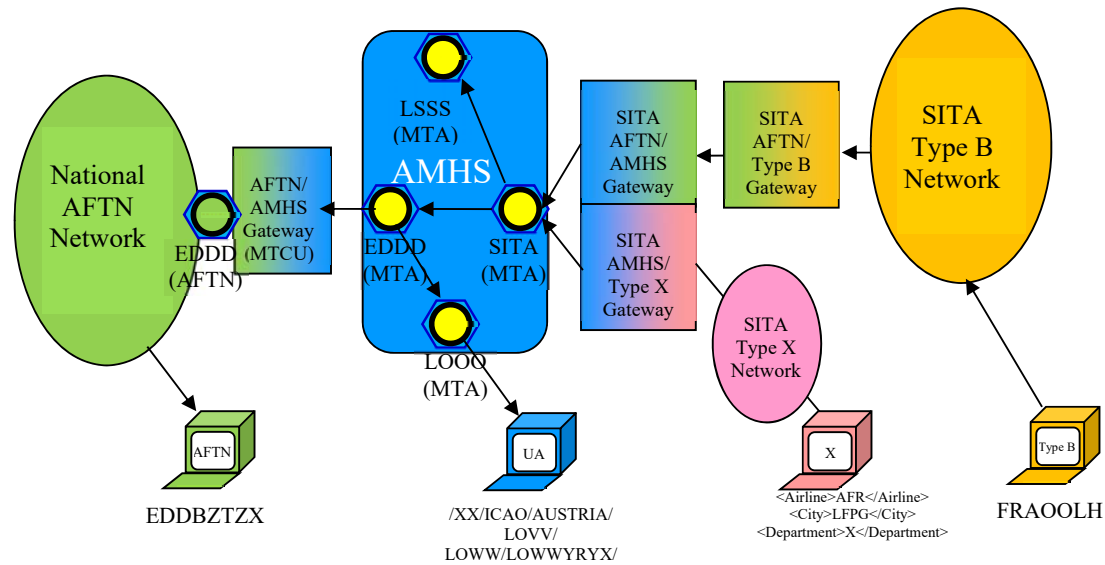 National
AFTN
Network
EDDD
(AFTN)
AFTN/
AMHS
Gateway
(MTCU)
LSSS
(MTA)
AMHS
EDDD
(MTA)
SITA
(MTA)
LOOO
(MTA)
SITA
AFTN/
AMHS
Gateway
SITA
AMHS/
Type X
Gateway
SITA
AFTN/
Type B
Gateway
SITA
Type B
Network
SITA
Type X
Network
AFTN
EDDBZTZX
UA
/XX/ICAO/AUSTRIA/
LOVV/
LOWW/LOWWYRYX/
X
<Airline>AFR</Airline>
<City>LFPG</City>
<Department>X</Department>
Type B
FRAOOLH